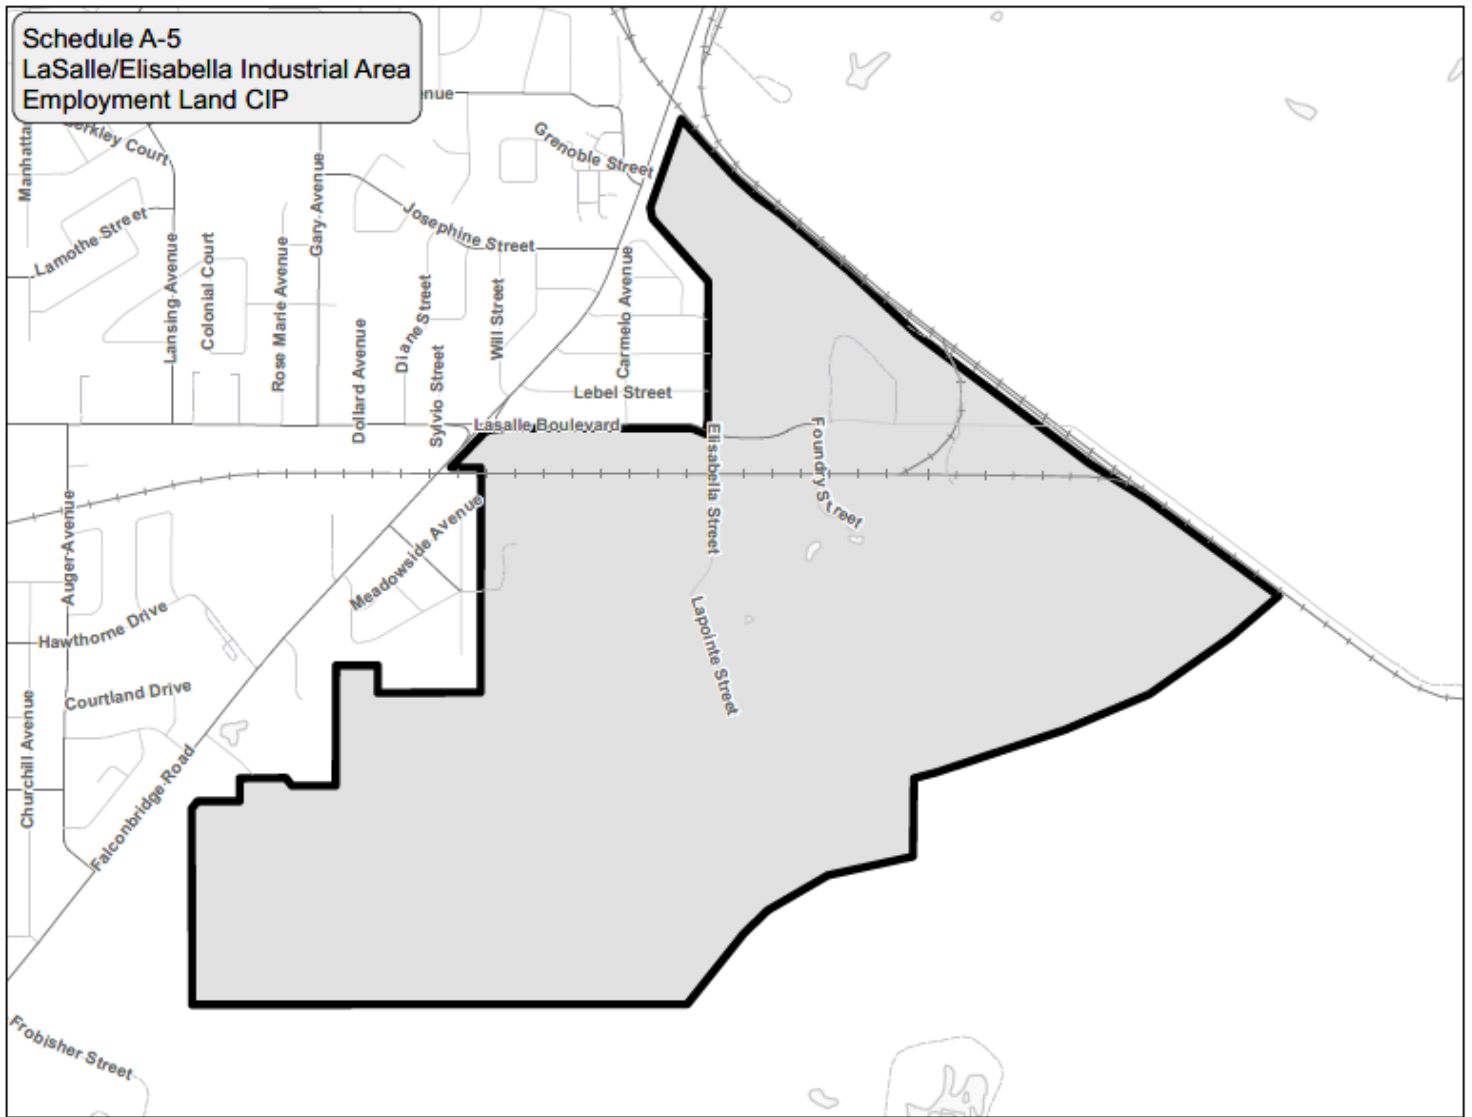 Schedule A-5
LaSalle/Elisabella Industrial Area
Employment Land CIP
enue
Berkley Court
Manhatta
Grenoble Street
Gary Avenue
Josephine Street
Lamothe Street
Lansing Avenue
Colonial Court
Rose Marie Avenue
Diane Street
Will Street
Carmelo Avenue
Dollard Avenue
Sylvio Street
Lebel Street
Lasalle Boulevard
Elisabella Street
Foundry Street
Auger Avenue
Meadowside Avenue
Hawthorne Drive
Lapointe Street
Courtland Drive
Churchill Avenue
Falconbridge Road
Frobisher Street